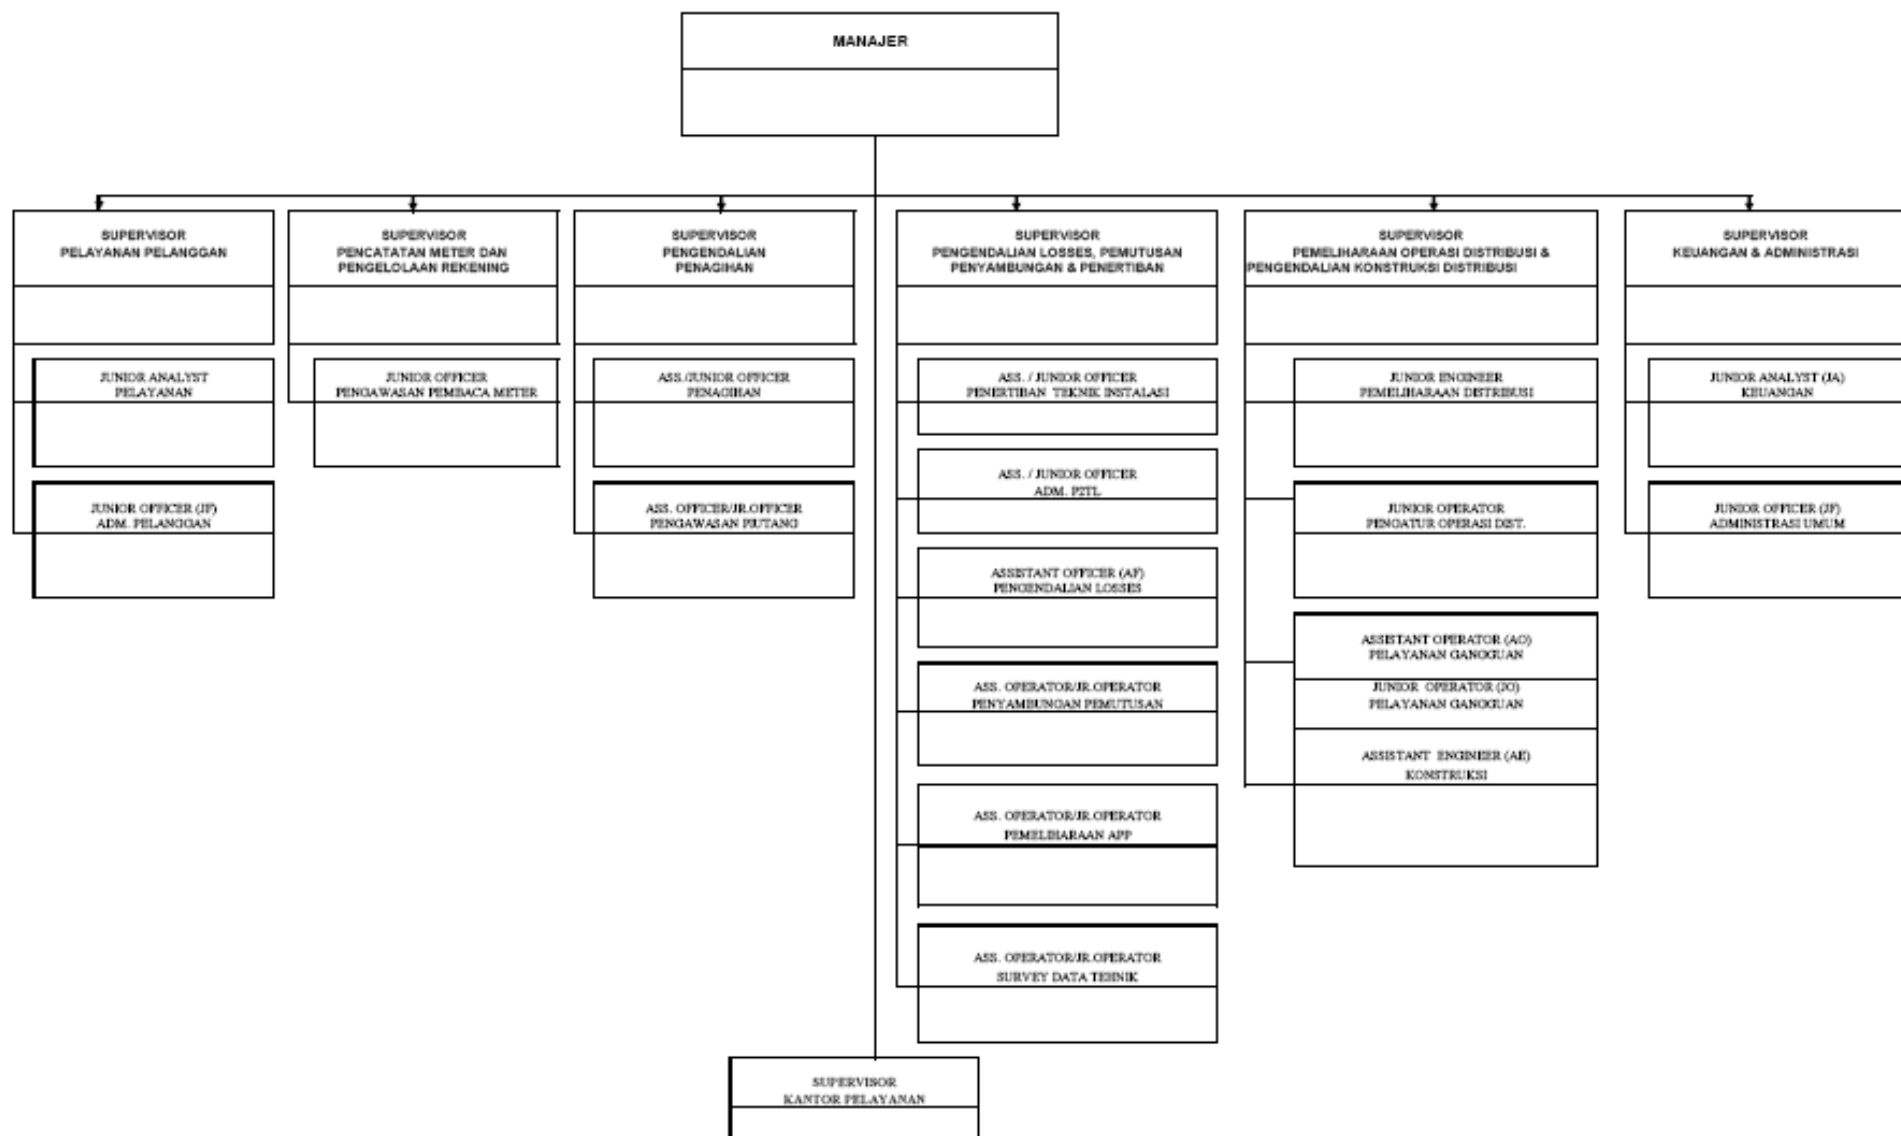 MANAJER
SUPERVISOR
PELAYANAN PELANGGAN
SUPERVISOR
PENCATATAN METER DAN
PENGELOLAAN REKENING
SUPERVISOR
PENGENDALIAN
PENAGIHAN
SUPERVISOR
PENGENDALIAN LOSSES, PEMUTUSAN
PENYAMBUNGAN & PENERTIBAN
SUPERVISOR
PEMELIHARAAN OPERASI DISTRIBUSI &
PENGENDALIAN KONSTRUKSI DISTRIBUSI
SUPERVISOR
KEUANGAN & ADMINISTRASI
JUNIOR ANALYST
PELAYANAN
JUNIOR OFFICER (JF)
ADM. PELANGGAN
JUNIOR OFFICER
PENGAWASAN PEMBACA METER
ASS./JUNIOR OFFICER
PENAGIHAN
ASS. OFFICER/JR.OFFICER
PENGAWASAN PIUTANG
ASS. / JUNIOR OFFICER
PENERTIBAN TEKNIK INSTALASI
ASS. / JUNIOR OFFICER
ADM. P2TL
ASSISTANT OFFICER (AF)
PENGENDALIAN LOSSES
ASS. OPERATOR/JR.OPERATOR
PENYAMBUNGAN PEMUTUSAN
ASS. OPERATOR/JR.OPERATOR
PEMELIHARAAN APP
ASS. OPERATOR/JR.OPERATOR
SURVEY DATA TEHNIK
JUNIOR ENGINEER
PEMELIHARAAN DISTRIBUSI
JUNIOR OPERATOR
PENGATUR OPERASI DIST.
ASSISTANT OPERATOR (AO)
PELAYANAN GANGGUAN
JUNIOR OPERATOR (JO)
PELAYANAN GANGGUAN
ASSISTANT ENGINEER (AE)
KONSTRUKSI
JUNIOR ANALYST (JA)
KEUANGAN
JUNIOR OFFICER (JF)
ADMINISTRASI UMUM
SUPERVISOR
KANTOR PELAYANAN